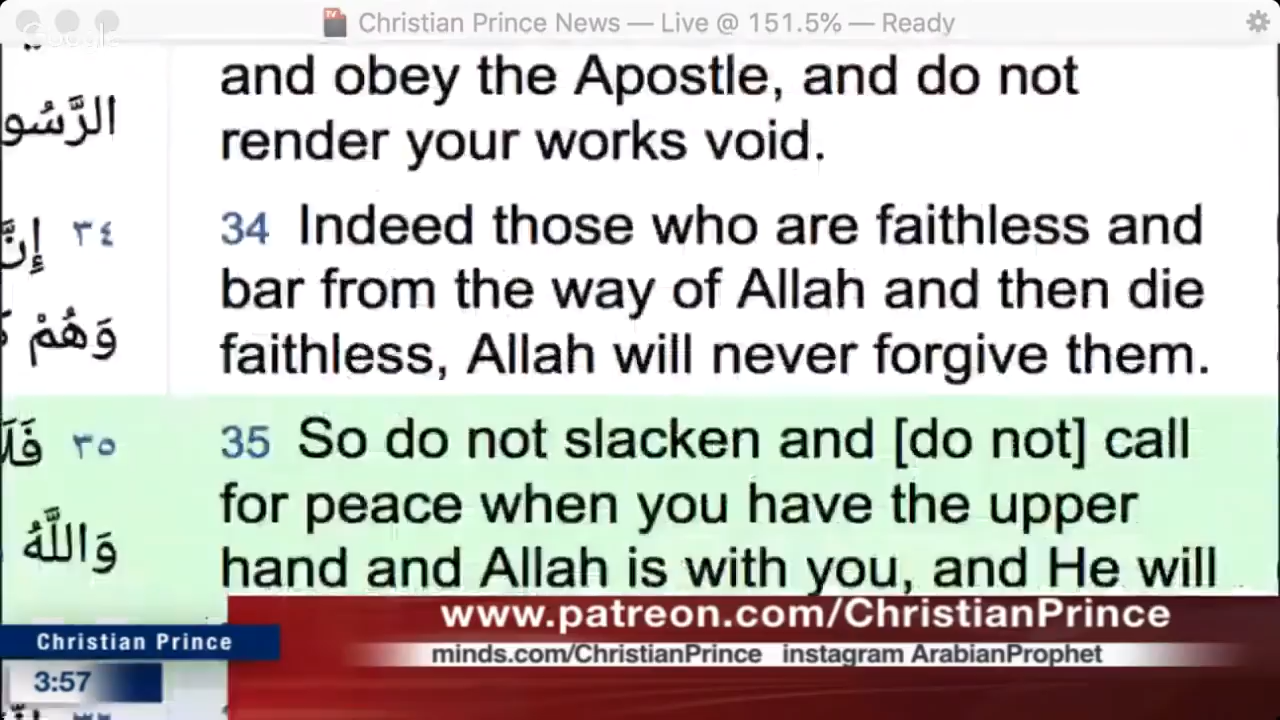 Christian Prince News — Live @ 151.5% — Ready
Google
and obey the Apostle, and do not
الرَّسُو
render your works void.
34 Indeed those who are faithless and
٣٤ إِنَّ
bar from the way of Allah and then die
وَهُمْ
faithless, Allah will never forgive them.
35 So do not slacken and [do not] call
٣٥ فَلَا
for peace when you have the upper
وَاللَّهُ
hand and Allah is with you, and He will
www.patreon.com/ChristianPrince
Christian Prince
minds.com/ChristianPrince instagram ArabianProphet
3:57